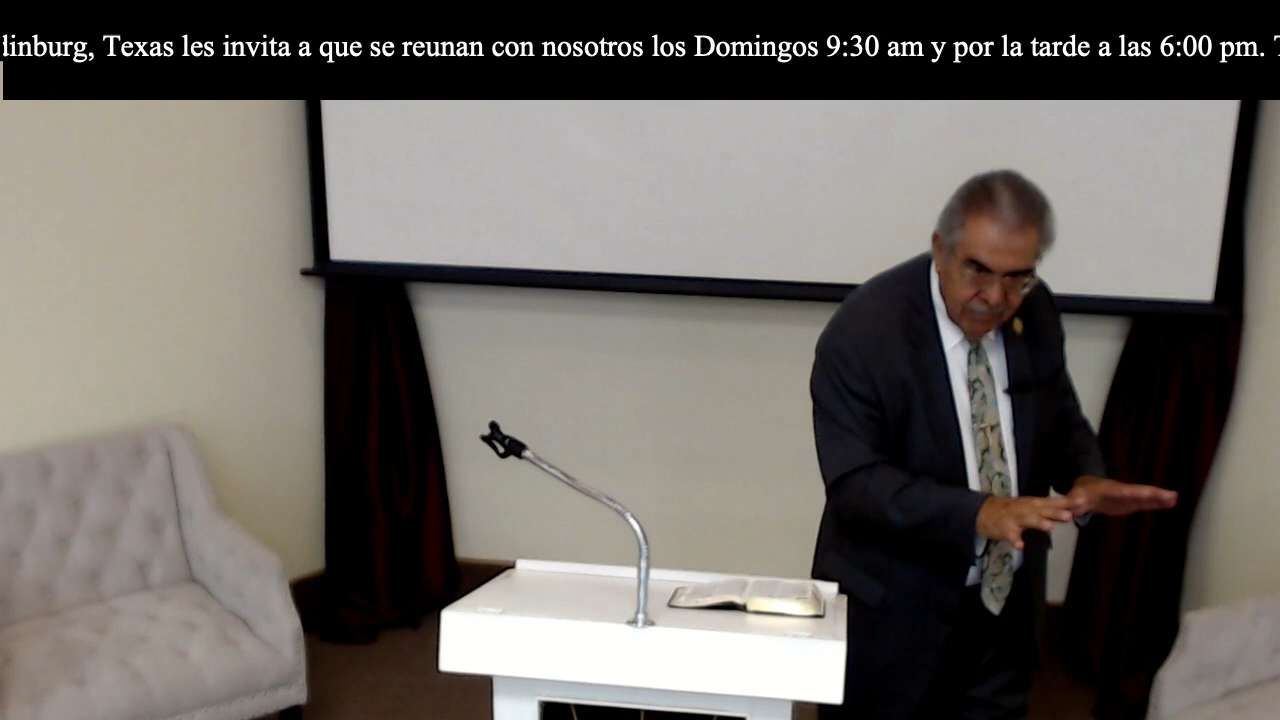 linburg, Texas les invita a que se reunan con nosotros los Domingos 9:30 am y por la tarde a las 6:00 pm.